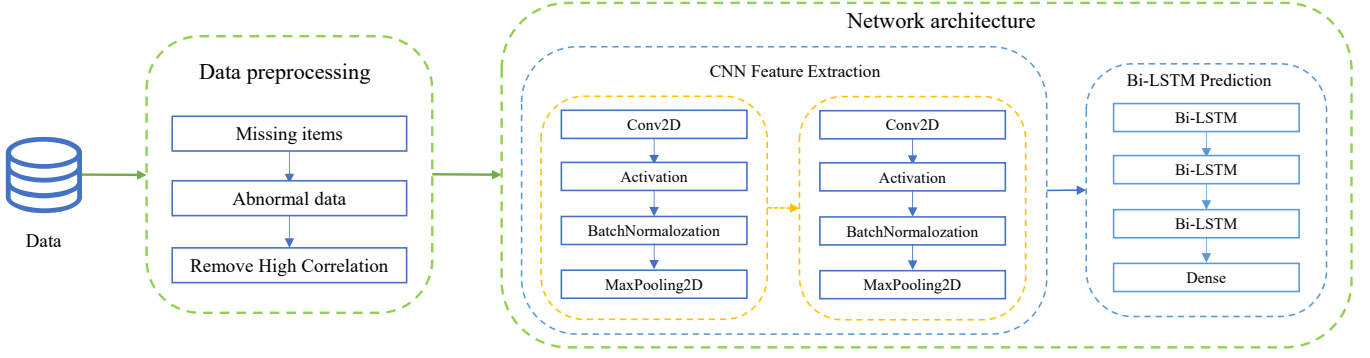 Data
Data preprocessing
Missing items
Abnormal data
Remove High Correlation
Network architecture
CNN Feature Extraction
Conv2D
Activation
BatchNormalozation
MaxPooling2D
Conv2D
Activation
BatchNormalozation
MaxPooling2D
Bi-LSTM Prediction
Bi-LSTM
Bi-LSTM
Bi-LSTM
Dense